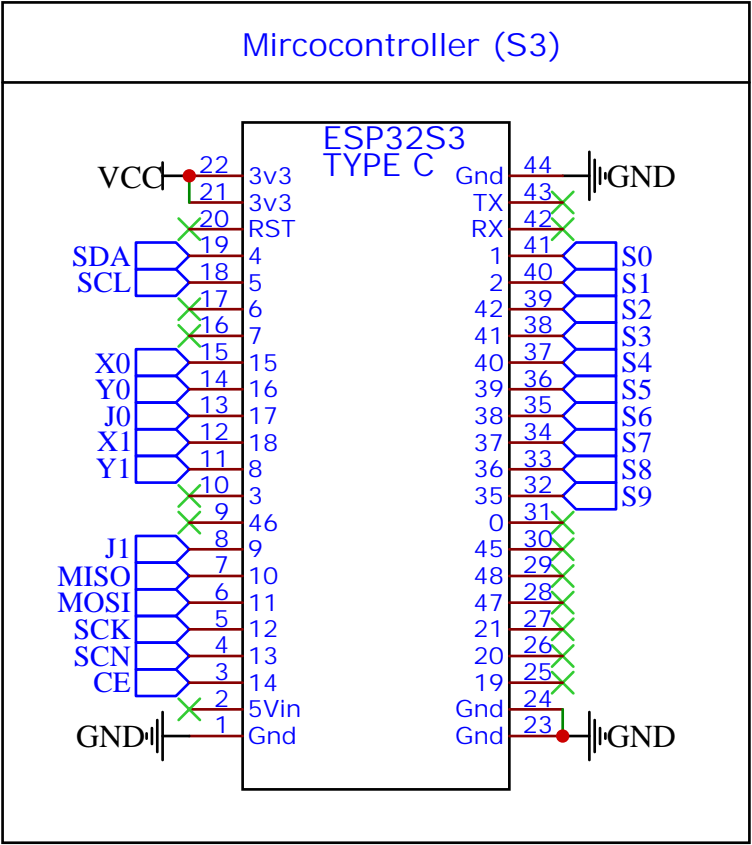 Mircocontroller (S3)
ESP32S3
TYPE C
VCC 22 3v3 Gnd 44 GND
21 3v3 TX 43
20 RST RX 42
SDA 19 4 1 41 S0
SCL 18 5 2 40 S1
17 6 42 39 S2
16 7 41 38 S3
X0 15 15 40 37 S4
Y0 14 16 39 36 S5
J0 13 17 38 35 S6
X1 12 18 37 34 S7
Y1 11 8 36 33 S8
10 3 35 32 S9
9 46 0 31
J1 8 9 45 30
MISO 7 10 48 29
MOSI 6 11 47 28
SCK 5 12 21 27
SCN 4 13 20 26
CE 3 14 19 25
2 5Vin Gnd 24
GND 1 Gnd Gnd 23 GND